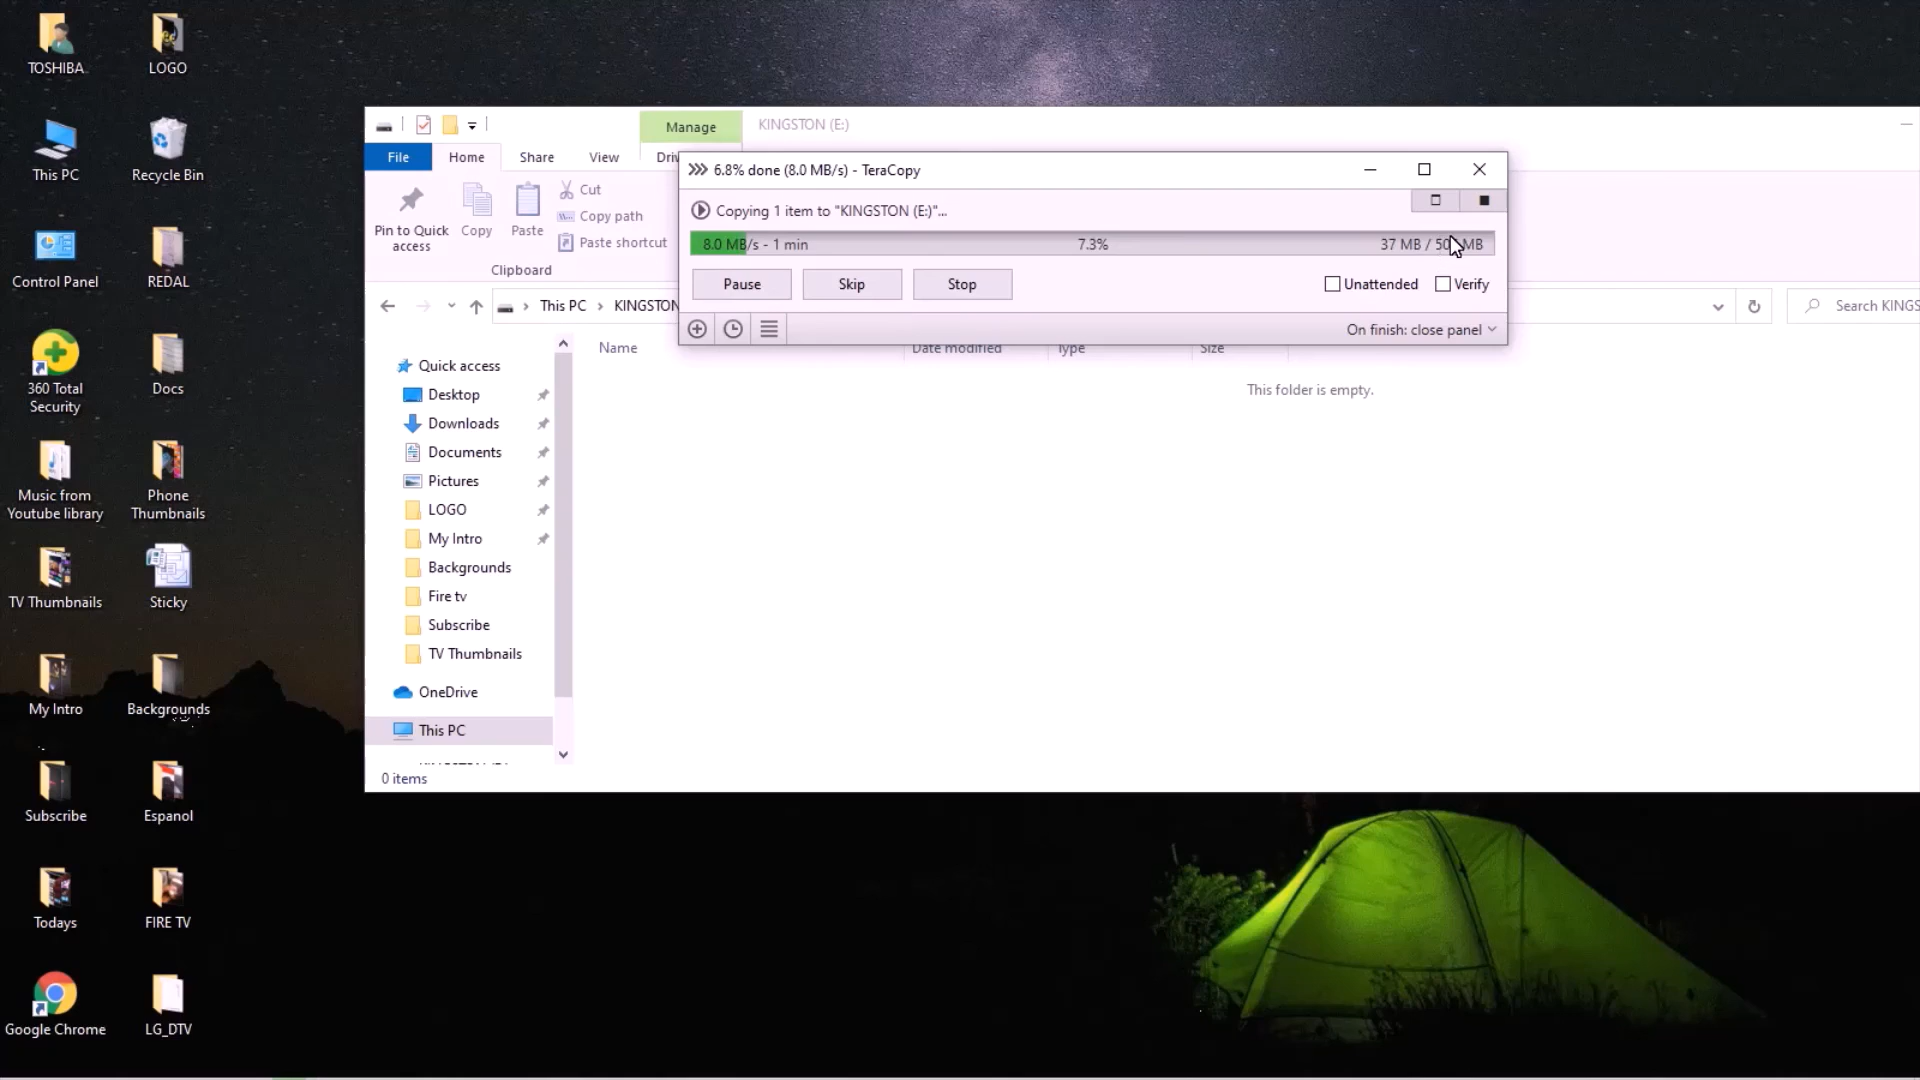 TOSHIBA
LOGO
This PC
Recycle Bin
Control Panel
REDAL
360 Total
Security
Docs
Music from
Youtube library
Phone
Thumbnails
TV Thumbnails
Sticky
My Intro
Backgrounds
Subscribe
Espanol
Todays
FIRE TV
Google Chrome
LG_DTV
Manage
KINGSTON (E:)
File
Home
Share
View
Pin to Quick
access
Copy
Paste
Cut
Copy path
Paste shortcut
Clipboard
6.8% done (8.0 MB/s) - TeraCopy
Copying 1 item to "KINGSTON (E:)"...
8.0 MB/s - 1 min
7.3%
37 MB / MB
Pause
Skip
Stop
Unattended
Verify
On finish: close panel
This PC
KINGSTON
Search
Name
Date modified
Type
Size
This folder is empty.
Quick access
Desktop
Downloads
Documents
Pictures
LOGO
My Intro
Backgrounds
Fire tv
Subscribe
TV Thumbnails
OneDrive
This PC
0 items